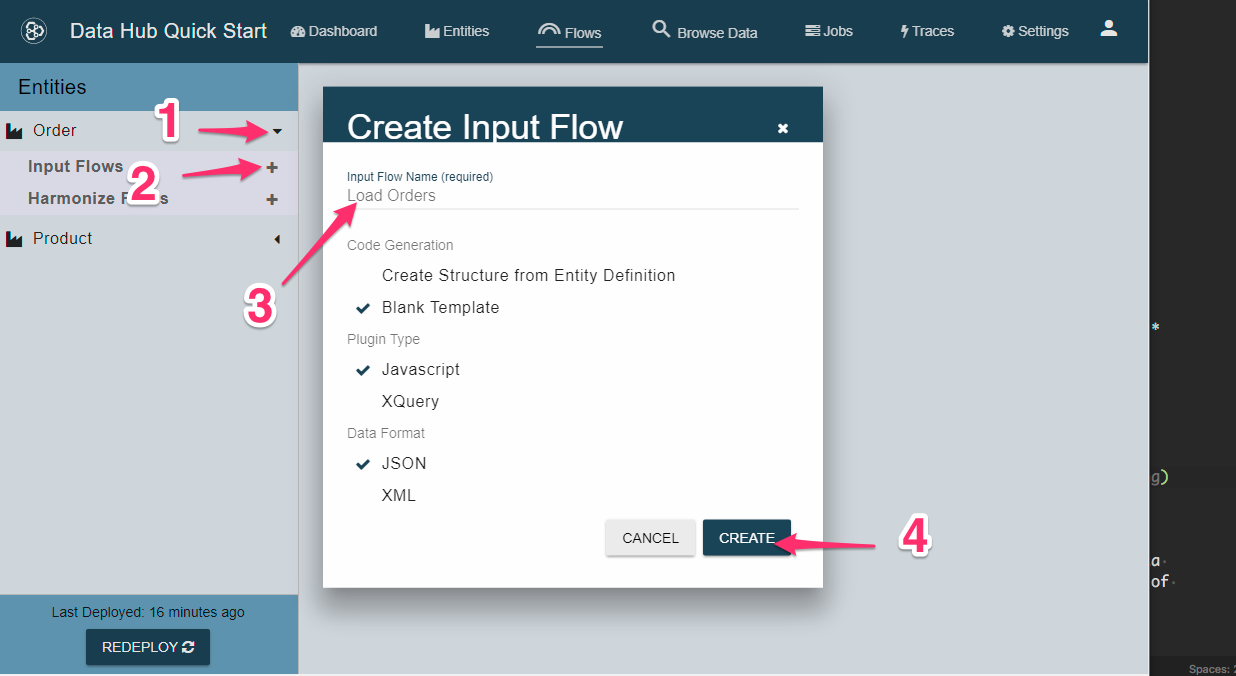 Data Hub Quick Start Dashboard Entities Flows Browse Data Jobs Traces Settings
Entities
Order
1
Input Flows
2
Harmonize
Product
Create Input Flow
Input Flow Name (required)
Load Orders
3
Code Generation
Create Structure from Entity Definition
Blank Template
Plugin Type
Javascript
XQuery
Data Format
JSON
XML
CANCEL CREATE
4
Last Deployed: 16 minutes ago
REDEPLOY
*
g)
a
of
Spaces: